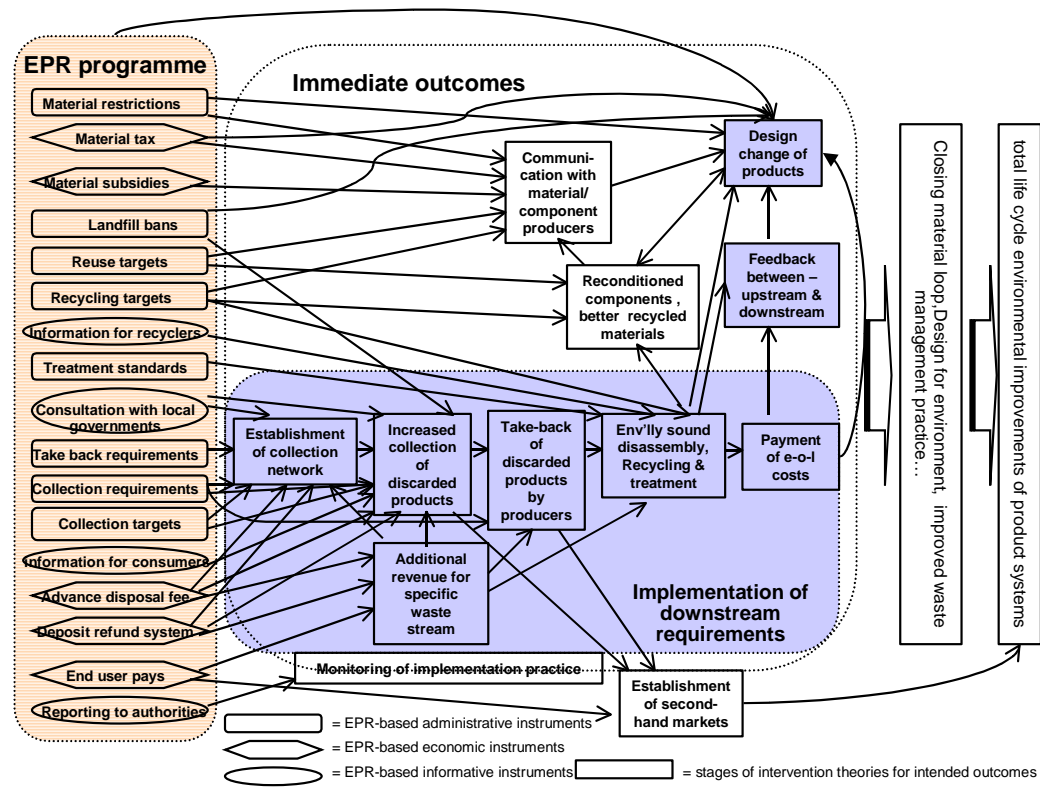 EPR programme
Material restrictions
Material tax
Material subsidies
Landfill bans
Reuse targets
Recycling targets
Information for recyclers
Treatment standards
Consultation with local
governments
Take back requirements
Collection requirements
Collection targets
Information for consumers
Advance disposal fee
Deposit refund system
End user pays
Reporting to authorities
Immediate outcomes
Communi-
cation with
material/
component
producers
Design
change of
products
Reconditioned
components ,
better recycled
materials
Feedback
between –
upstream &
downstream
Establishment
of collection
network
Increased
collection
of
discarded
products
Take-back
of
discarded
products
by
producers
Env'lly sound
disassembly,
Recycling &
treatment
Payment
of e-o-l
costs
Additional
revenue for
specific
waste
stream
Implementation of
downstream
requirements
Monitoring of implementation practice
Establishment
of second-
hand markets
Closing material loop,Design for environment, improved waste
management practice…
total life cycle environmental improvements of product systems
= EPR-based administrative instruments
= EPR-based economic instruments
= EPR-based informative instruments
= stages of intervention theories for intended outcomes